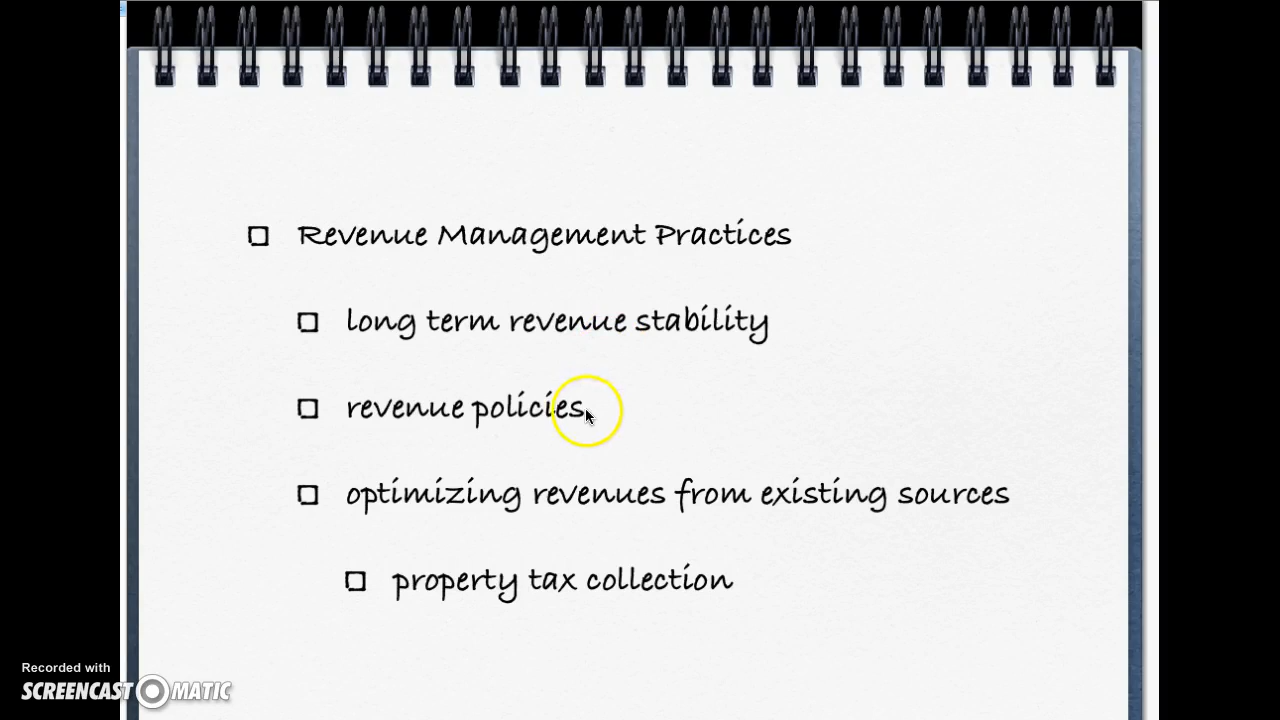 Revenue Management Practices
long term revenue stability
revenue policies
optimizing revenues from existing sources
property tax collection
Recorded with
SCREENCAST MATIC